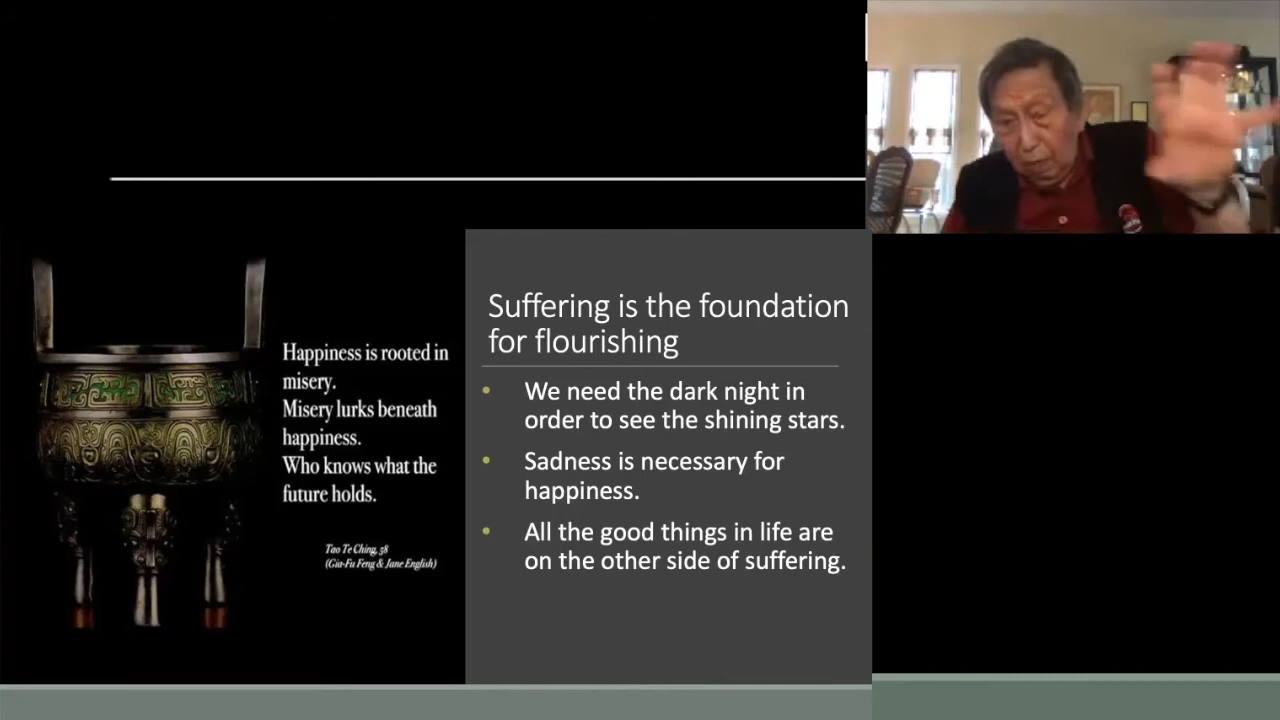 Happiness is rooted in
misery.
Misery lurks beneath
happiness.
Who knows what the
future holds.
Tao Te Ching, 58
(Gia-Fu Feng & Jane English)
Suffering is the foundation
for flourishing
• We need the dark night in
order to see the shining stars.
• Sadness is necessary for
happiness.
• All the good things in life are
on the other side of suffering.